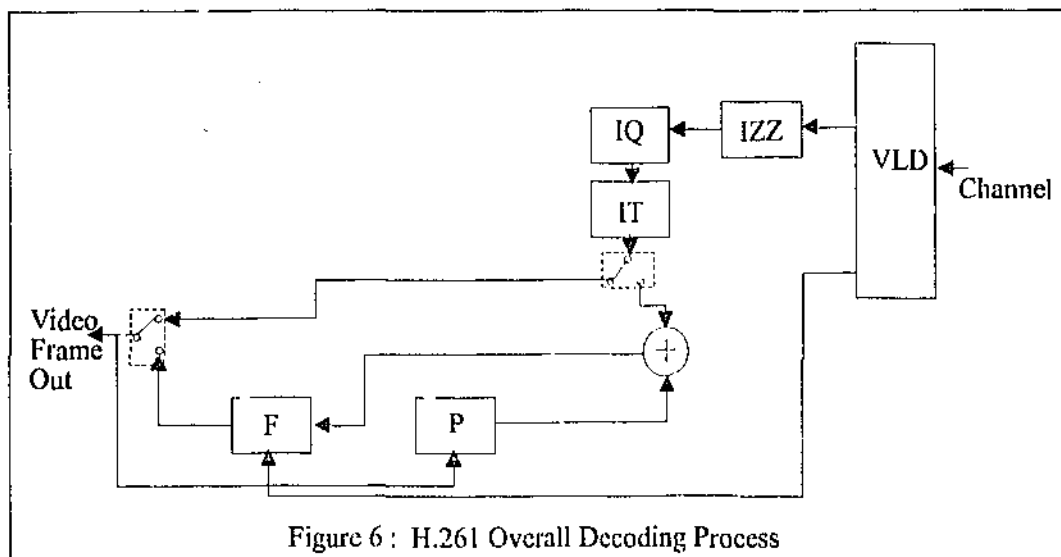 IQ
IZZ
VLD
Channel
IT
Video
Frame
Out
+
F
P
Figure 6 : H.261 Overall Decoding Process